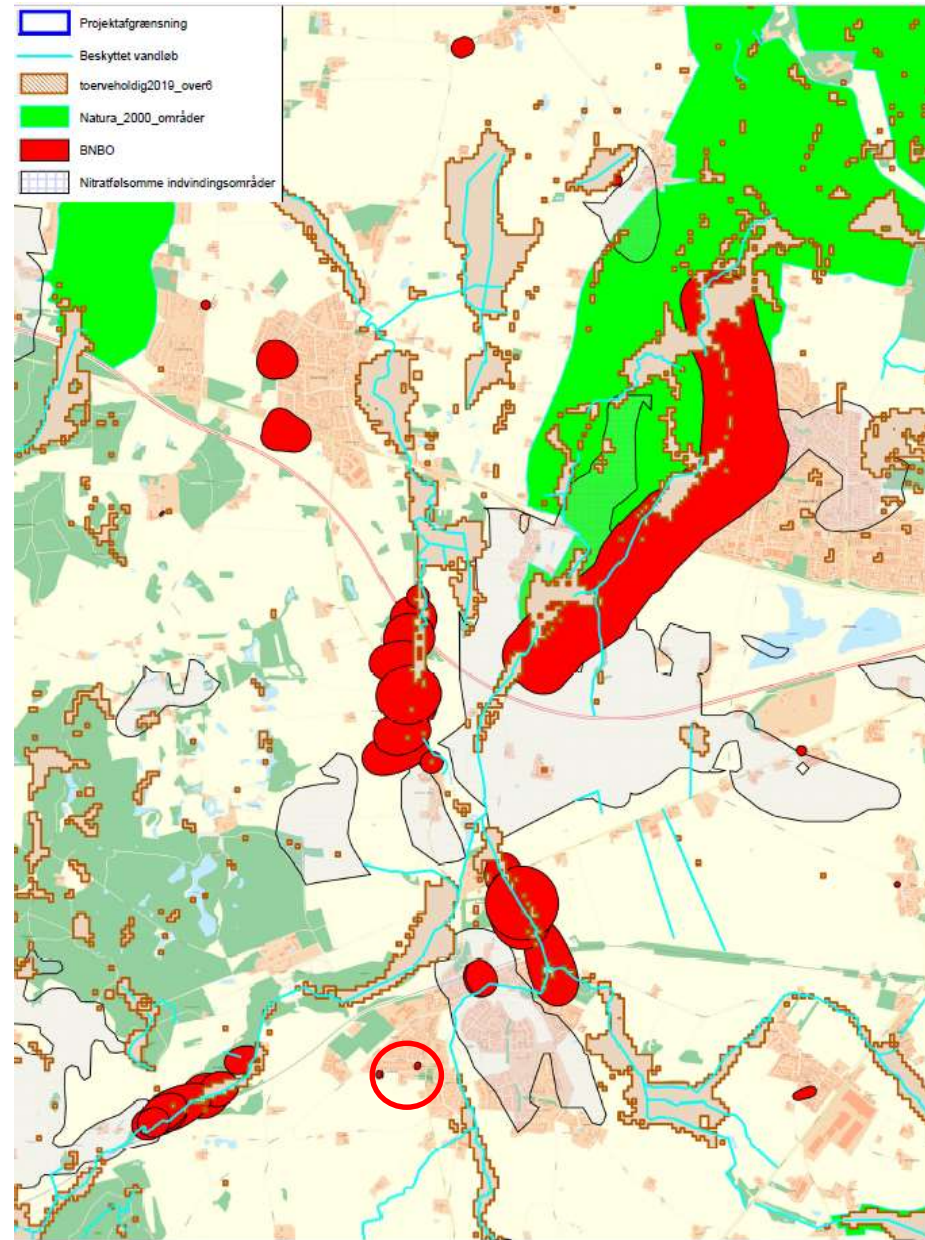 Projektafgrænsning
Beskyttet vandløb
toerveholdig2019_over6
Natura_2000_områder
BNBO
Nitratfølsomme indvindingsområder